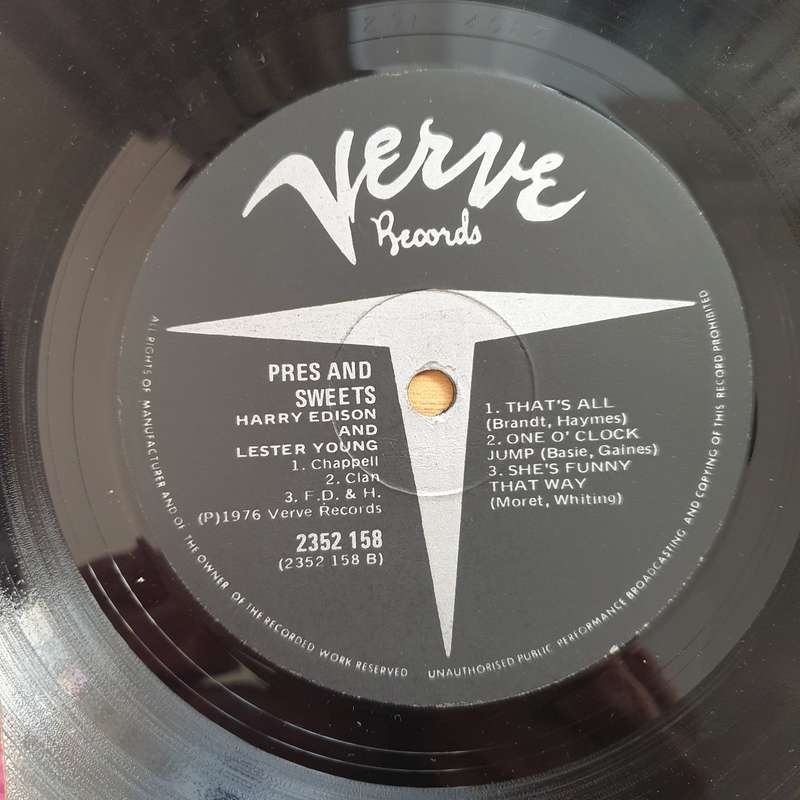 Verve
Records
PRES AND
SWEETS
HARRY EDISON
AND
LESTER YOUNG
1. Chappell
2. Clan
3. F.D. & H.
(P)1976 Verve Records
2352 158
(2352 158 B)
1. THAT'S ALL
(Brandt, Haymes)
2. ONE O' CLOCK
JUMP (Basie, Gaines)
3. SHE'S FUNNY
THAT WAY
(Moret, Whiting)
ALL RIGHTS OF MANUFACTURER AND OF THE OWNER OF THE RECORDED WORK RESERVED
UNAUTHORISED PUBLIC PERFORMANCE BROADCASTING AND COPYING OF THIS RECORD PROHIBITED